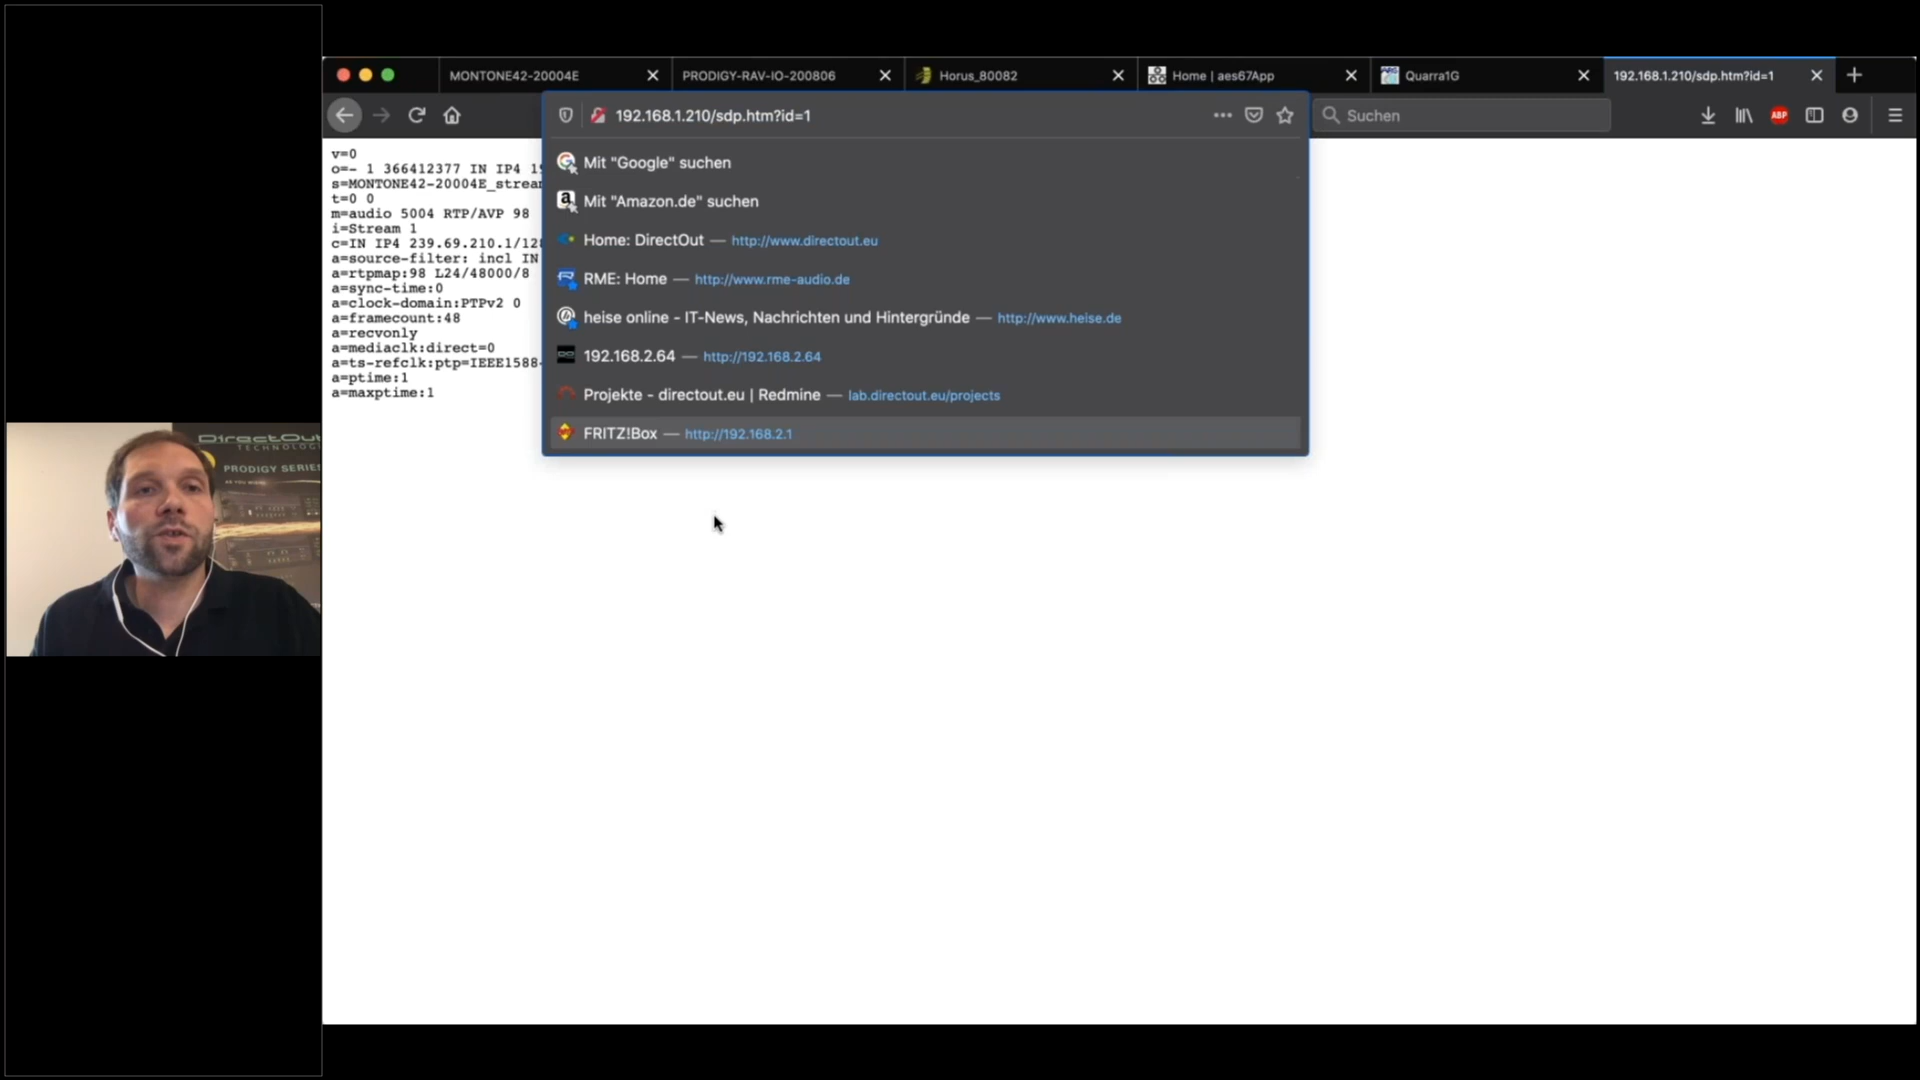 MONTONE42-20004E
PRODIGY-RAV-IO-200806
Horus_80082
Home | aes67App
Quarra1G
192.168.1.210/sdp.htm?id=1
192.168.1.210/sdp.htm?id=1
Suchen
ABP
v=0
o=- 1 366412377 IN IP4 19
s=MONTONE42-20004E_stream
t=0 0
m=audio 5004 RTP/AVP 98
i=Stream 1
c=IN IP4 239.69.210.1/128
a=source-filter: incl IN
a=rtpmap:98 L24/48000/8
a=sync-time:0
a=clock-domain:PTPv2 0
a=framecount:48
a=recvonly
a=mediaclk:direct=0
a=ts-refclk:ptp=IEEE1588-
a=ptime:1
a=maxptime:1
Mit "Google" suchen
Mit "Amazon.de" suchen
Home: DirectOut — http://www.directout.eu
RME: Home — http://www.rme-audio.de
heise online - IT-News, Nachrichten und Hintergründe — http://www.heise.de
192.168.2.64 — http://192.168.2.64
Projekte - directout.eu | Redmine — lab.directout.eu/projects
FRITZ!Box — http://192.168.2.1
DirectOut
TECHNOLOG
PRODIGY SERIES